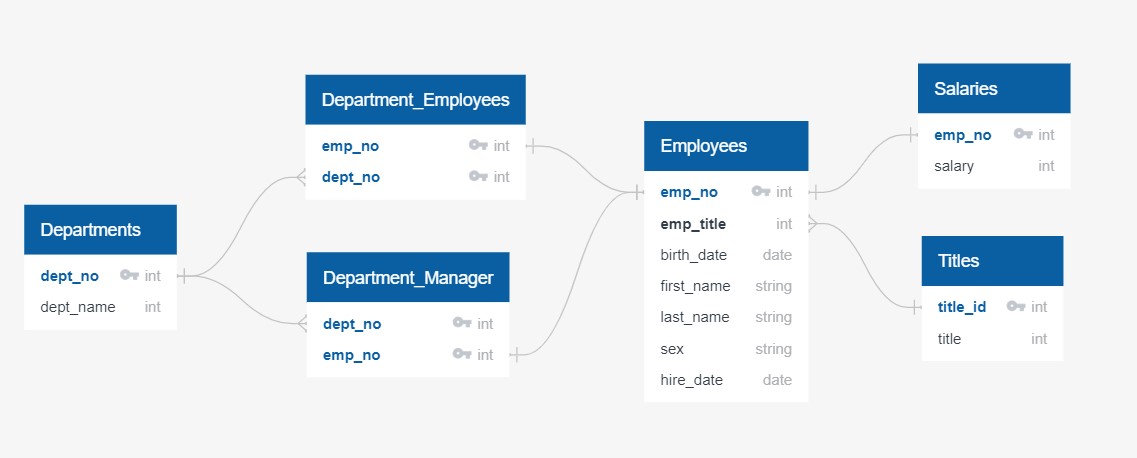 Departments
dept_no int
dept_name int
Department_Employees
emp_no int
dept_no int
Department_Manager
dept_no int
emp_no int
Employees
emp_no int
emp_title int
birth_date date
first_name string
last_name string
sex string
hire_date date
Salaries
emp_no int
salary int
Titles
title_id int
title int